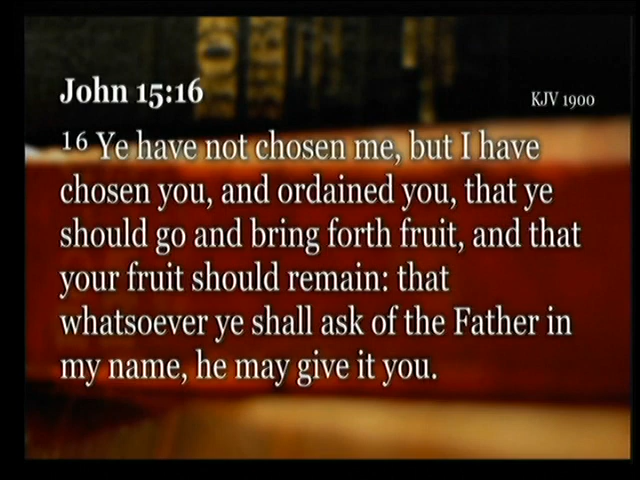 John 15:16
KJV 1900
16 Ye have not chosen me, but I have
chosen you, and ordained you, that ye
should go and bring forth fruit, and that
your fruit should remain: that
whatsoever ye shall ask of the Father in
my name, he may give it you.